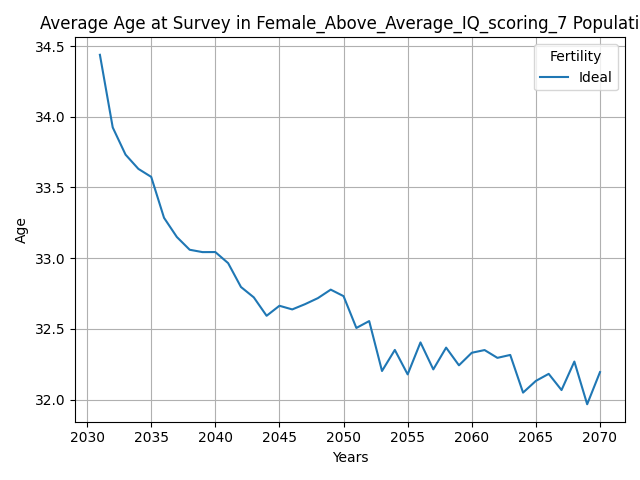 Average Age at Survey in Female_Above_Average_IQ_scoring_7 Populati
Fertility
Ideal
34.5
34.0
33.5
33.0
32.5
32.0
Age
2030 2035 2040 2045 2050 2055 2060 2065 2070
Years